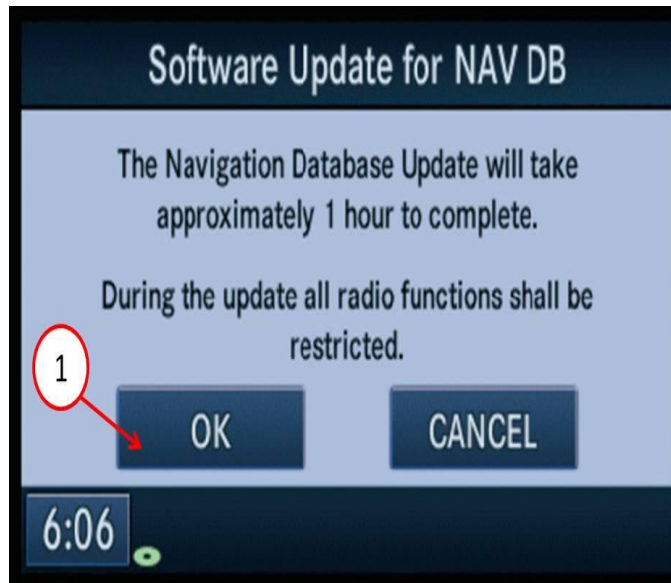 Software Update for NAV DB
The Navigation Database Update will take
approximately 1 hour to complete.
During the update all radio functions shall be
restricted.
1
OK
CANCEL
6:06